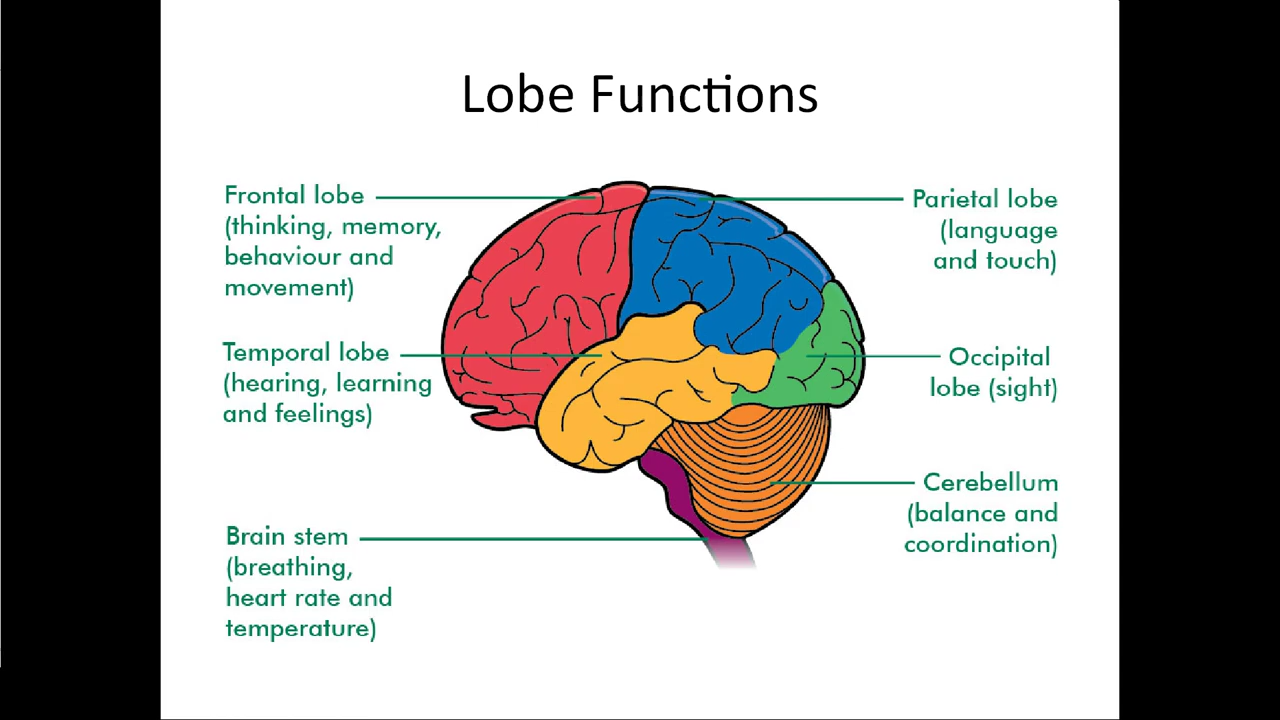 Lobe Functions
Frontal lobe
(thinking, memory,
behaviour and
movement)
Temporal lobe
(hearing, learning
and feelings)
Brain stem
(breathing,
heart rate and
temperature)
Parietal lobe
(language
and touch)
Occipital
lobe (sight)
Cerebellum
(balance and
coordination)